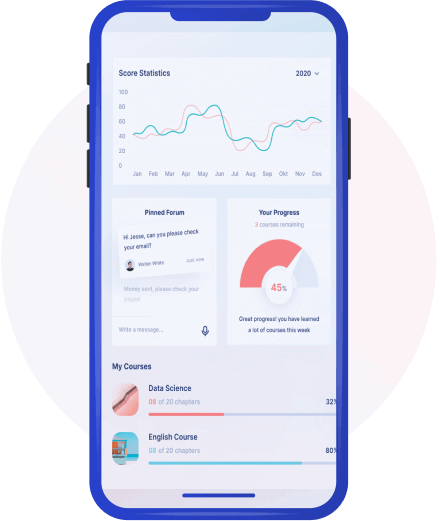 Score Statistics 2020
100
80
60
40
20
0
Jan Feb Mar Apr May Jun Jul Aug Sep Okt Nov Des
Pinned Forum
Hi Jesse, can you please check
your email?
Walter White Just now
Money sent, please check your
paypal
Write a message...
Your Progress
3 courses remaining
45%
Great progress! you have learned
a lot of courses this week
My Courses
Data Science
08 of 20 chapters 32%
English Course
08 of 20 chapters 80%